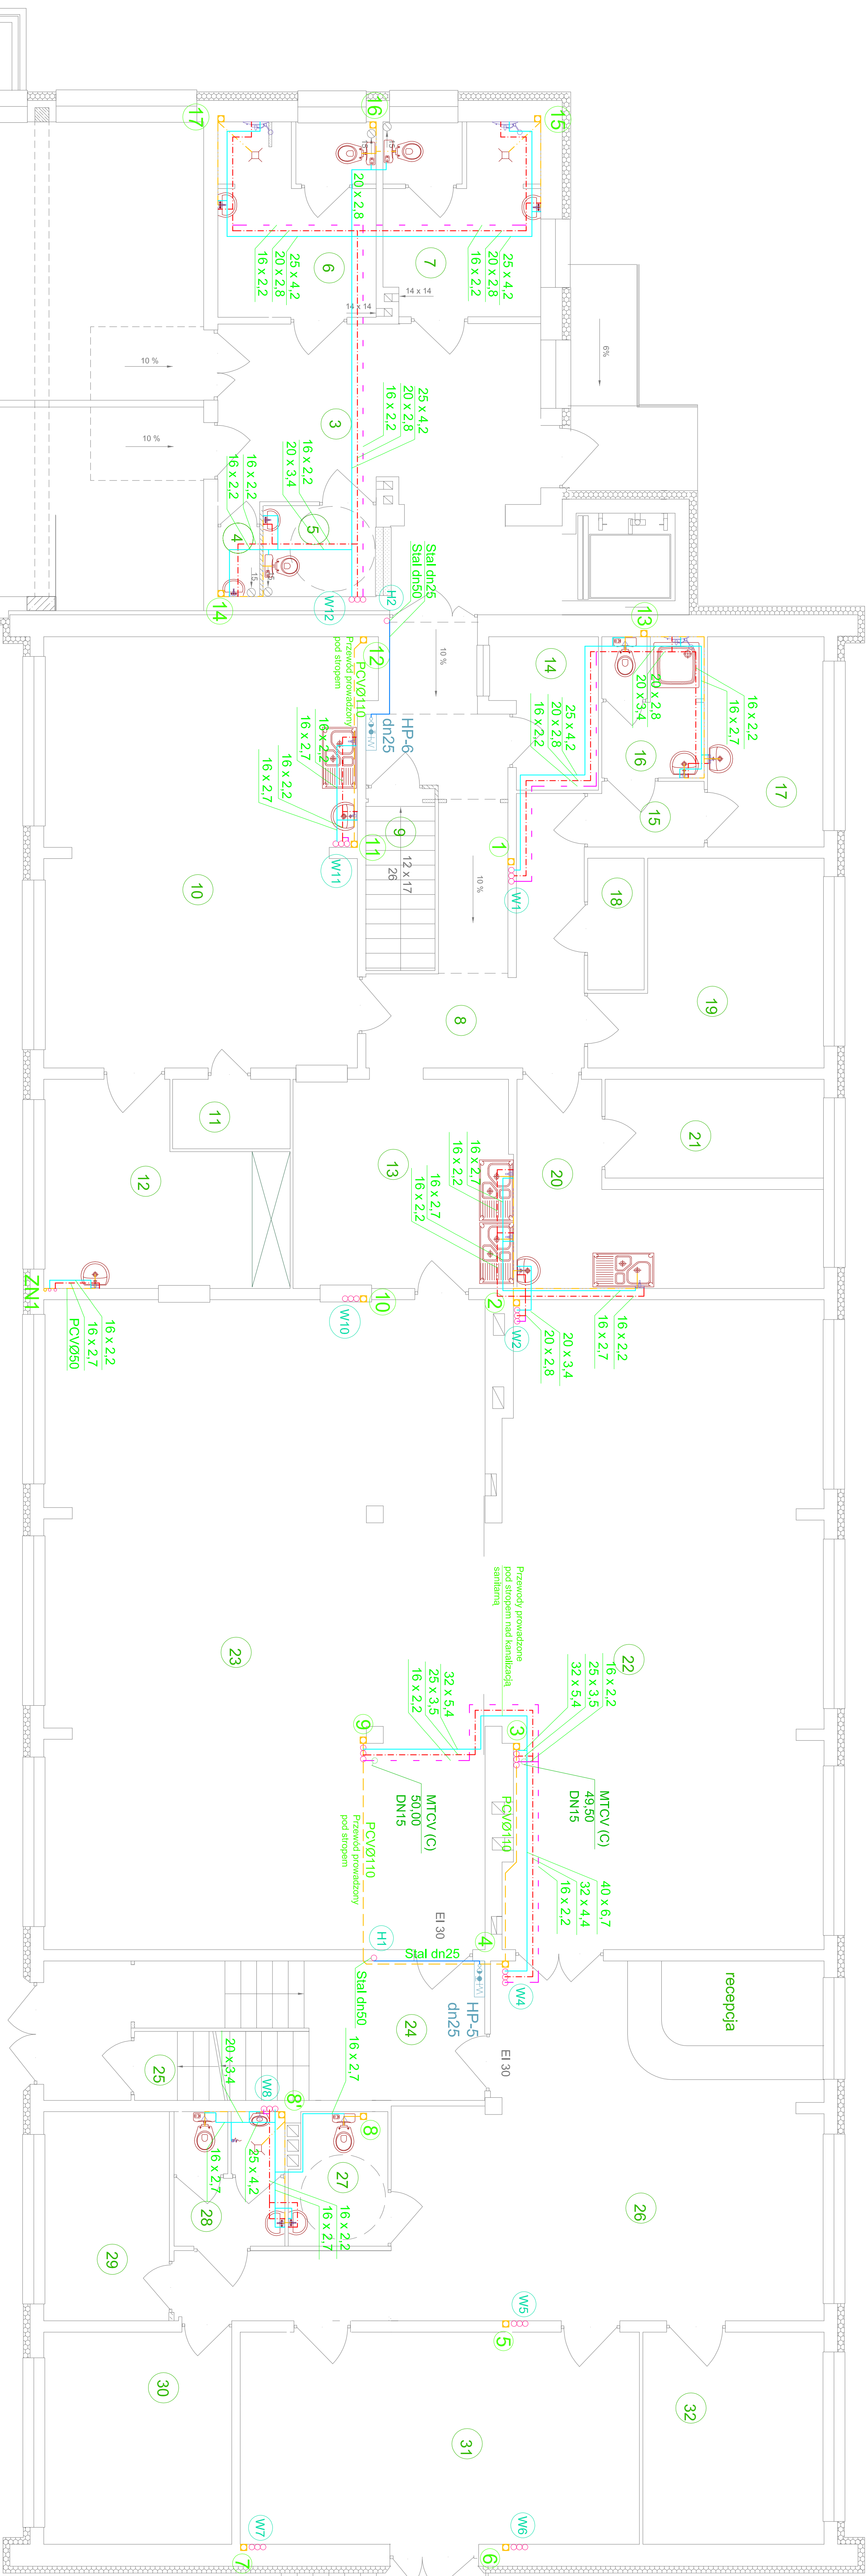 17
16
15
20 x 2,8
6
7
25 x 4,2
20 x 2,8
16 x 2,2
25 x 4,2
20 x 2,8
16 x 2,2
14 x 14
14 x 14
6%
10 %
10 %
3
25 x 4,2
20 x 2,8
16 x 2,2
16 x 2,2
20 x 3,4
16 x 2,2
16 x 2,2
4
5
15
15
14
W12
H2
Stal dn25
Stal dn50
10 %
12
PCVØ110
Przewód prowadzony
pod stropem
HP-6
dn25
13
14
20 x 2,8
20 x 3,4
16 x 2,2
16 x 2,7
25 x 4,2
20 x 2,8
16 x 2,2
16
15
17
16 x 2,2
16 x 2,7
16 x 2,2
16 x 2,7
W11
11
9
12 x 17
26
10 %
1
W1
10
18
19
8
11
12
13
20
21
16 x 2,7
16 x 2,2
16 x 2,7
16 x 2,2
ZN1
16 x 2,2
16 x 2,7
PCVØ50
W10
10
2
W2
20 x 3,4
20 x 2,8
16 x 2,2
16 x 2,7
Przewody prowadzone
pod stropem nad kanalizacją
sanitarną
23
22
32 x 5,4
25 x 3,5
16 x 2,2
16 x 2,2
25 x 3,5
32 x 5,4
9
3
MTCV (C)
50,00
DN15
MTCV (C)
49,50
DN15
PCVØ110
PCVØ110
Przewód prowadzony
pod stropem
40 x 6,7
32 x 4,4
16 x 2,2
EI 30
4
H1
Stal dn25
Stal dn50
HP-5
dn25
W4
recepcja
24
EI 30
25
20 x 3,4
W8
8'
16 x 2,7
8
16 x 2,7
25 x 4,2
27
28
16 x 2,2
16 x 2,7
26
29
W5
5
30
31
32
W7
7
W6
6